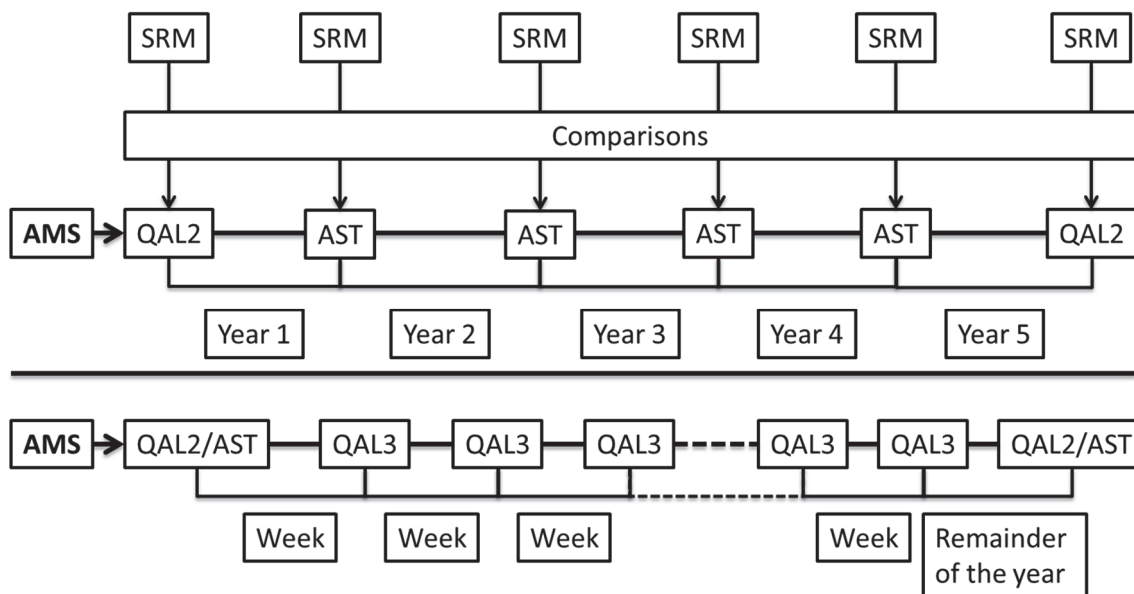 SRM SRM SRM SRM SRM SRM
Comparisons
AMS QAL2 AST AST AST AST QAL2
Year 1 Year 2 Year 3 Year 4 Year 5
AMS QAL2/AST QAL3 QAL3 QAL3 QAL3 QAL3 QAL2/AST
Week Week Week Week Remainder
of the year